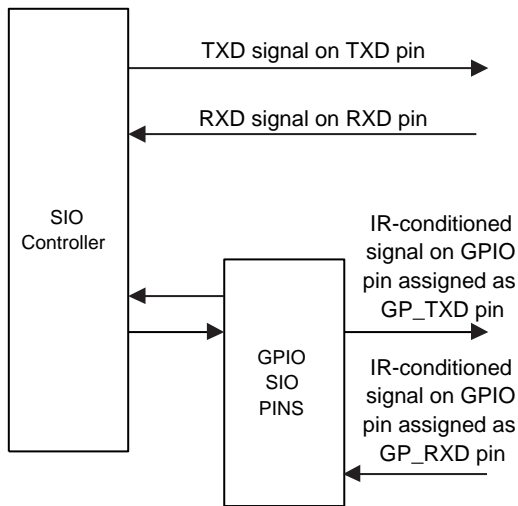 TXD signal on TXD pin
RXD signal on RXD pin
SIO
Controller
IR-conditioned
signal on GPIO
pin assigned as
GP_TXD pin
GPIO
SIO
PINS
IR-conditioned
signal on GPIO
pin assigned as
GP_RXD pin